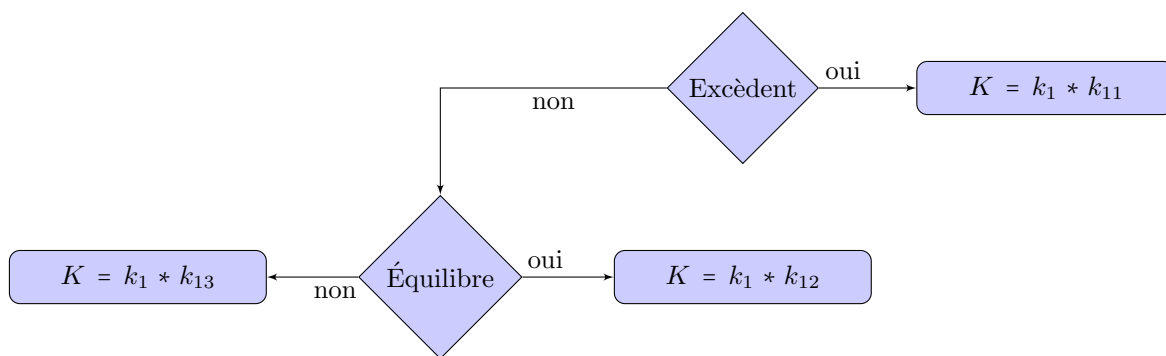 Excèdent
oui
K = k₁ * k₁₁
non
K = k₁ * k₁₃
non
Équilibre
oui
K = k₁ * k₁₂